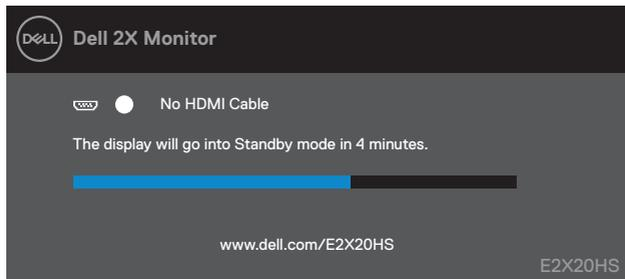 DELL Dell 2X Monitor
No HDMI Cable
The display will go into Standby mode in 4 minutes.
www.dell.com/E2X20HS
E2X20HS